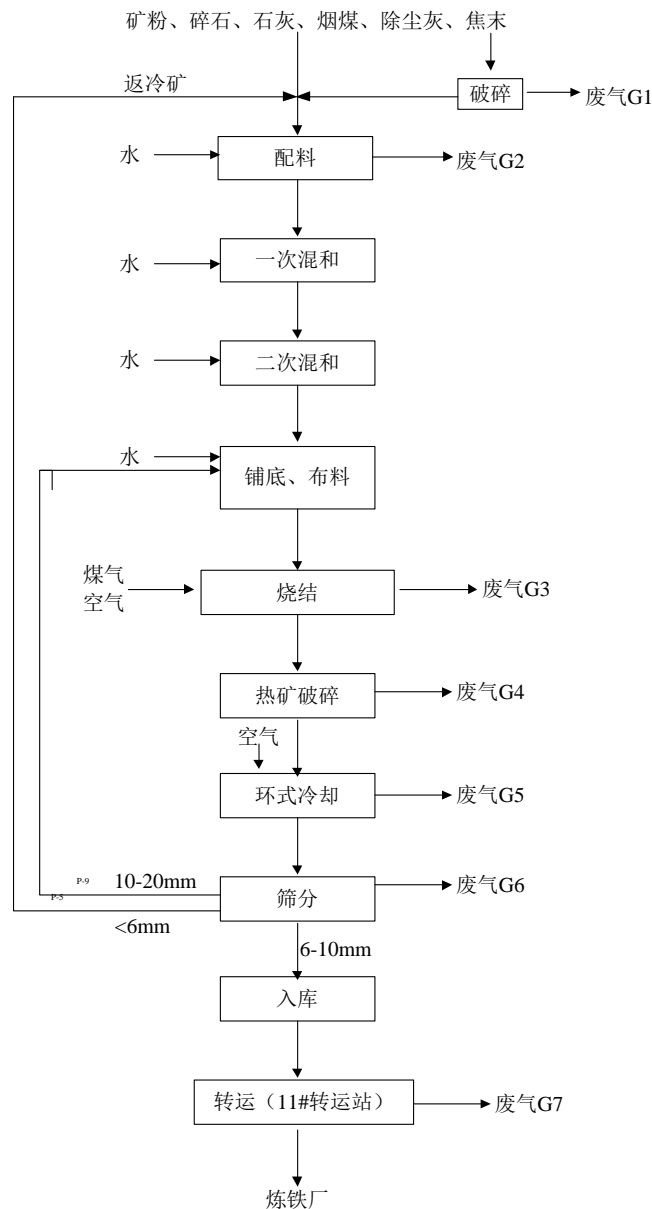 矿粉、碎石、石灰、烟煤、除尘灰、焦末
返冷矿
破碎
废气G1
水
配料
废气G2
水
一次混和
水
二次混和
水
铺底、布料
煤气
空气
烧结
废气G3
热矿破碎
废气G4
空气
环式冷却
废气G5
P-9
10-20mm
筛分
废气G6
P-5
<6mm
6-10mm
入库
转运（11#转运站）
废气G7
炼铁厂